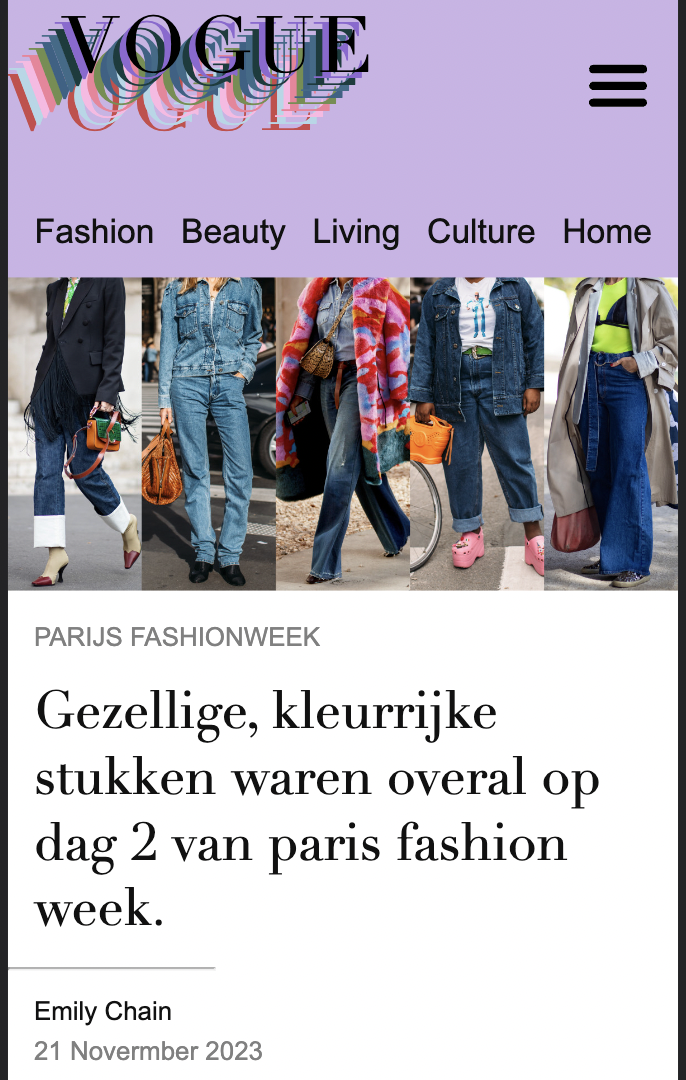 VOGUE
Fashion Beauty Living Culture Home
PARIJS FASHIONWEEK
Gezellige, kleurrijke
stukken waren overal op
dag 2 van paris fashion
week.
Emily Chain
21 Novermber 2023